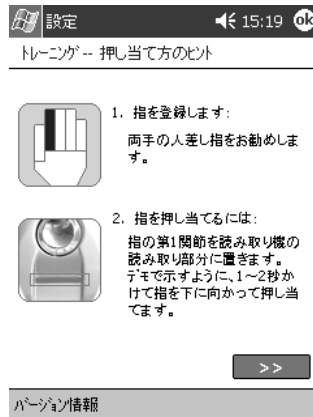 設定 15:19 ok
トレーニング -- 押し当て方のヒント
1. 指を登録します:
両手の人差し指をお勧めしま
す。
2. 指を押し当てるには:
指の第1関節を読み取り機の
読み取り部分に置きます。
デモで示すように、1～2秒か
けて指を下に向かって押し当
てます。
>>
バージョン情報